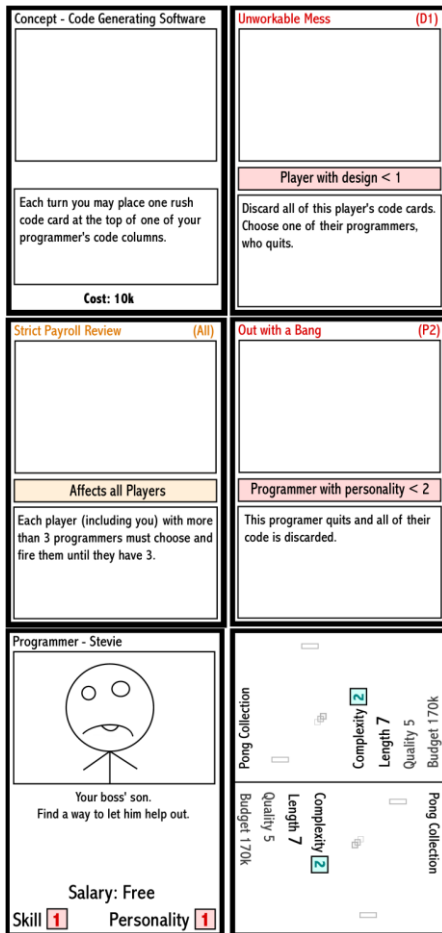 Concept - Code Generating Software
Each turn you may place one rush
code card at the top of one of your
programmer's code columns.
Cost: 10k
Unworkable Mess (D1)
Player with design < 1
Discard all of this player's code cards.
Choose one of their programmers,
who quits.
Strict Payroll Review (All)
Affects all Players
Each player (including you) with more
than 3 programmers must choose and
fire them until they have 3.
Out with a Bang (P2)
Programmer with personality < 2
This programer quits and all of their
code is discarded.
Programmer - Stevie
Your boss' son.
Find a way to let him help out.
Salary: Free
Skill 1 Personality 1
Pong Collection
Complexity 2
Length 7
Quality 5
Budget 170k
Pong Collection
Complexity 2
Length 7
Quality 5
Budget 170k